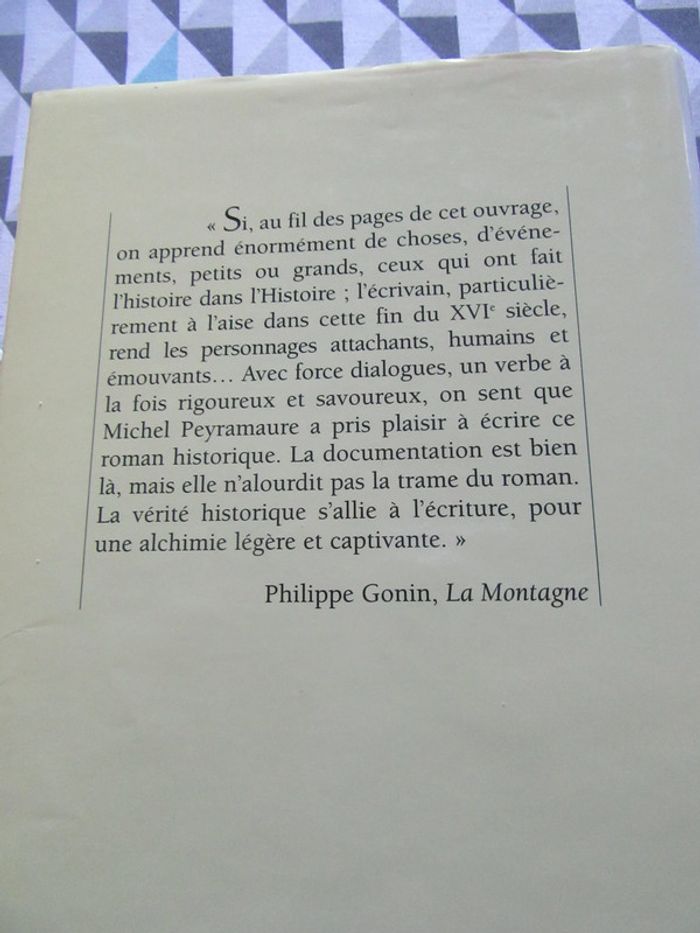 « Si, au fil des pages de cet ouvrage,
on apprend énormément de choses, d'événe-
ments, petits ou grands, ceux qui ont fait
l'histoire dans l'Histoire ; l'écrivain, particuliè-
rement à l'aise dans cette fin du XVIe siècle,
rend les personnages attachants, humains et
émouvants... Avec force dialogues, un verbe à
la fois rigoureux et savoureux, on sent que
Michel Peyramaure a pris plaisir à écrire ce
roman historique. La documentation est bien
là, mais elle n'alourdit pas la trame du roman.
La vérité historique s'allie à l'écriture, pour
une alchimie légère et captivante. »
Philippe Gonin, La Montagne